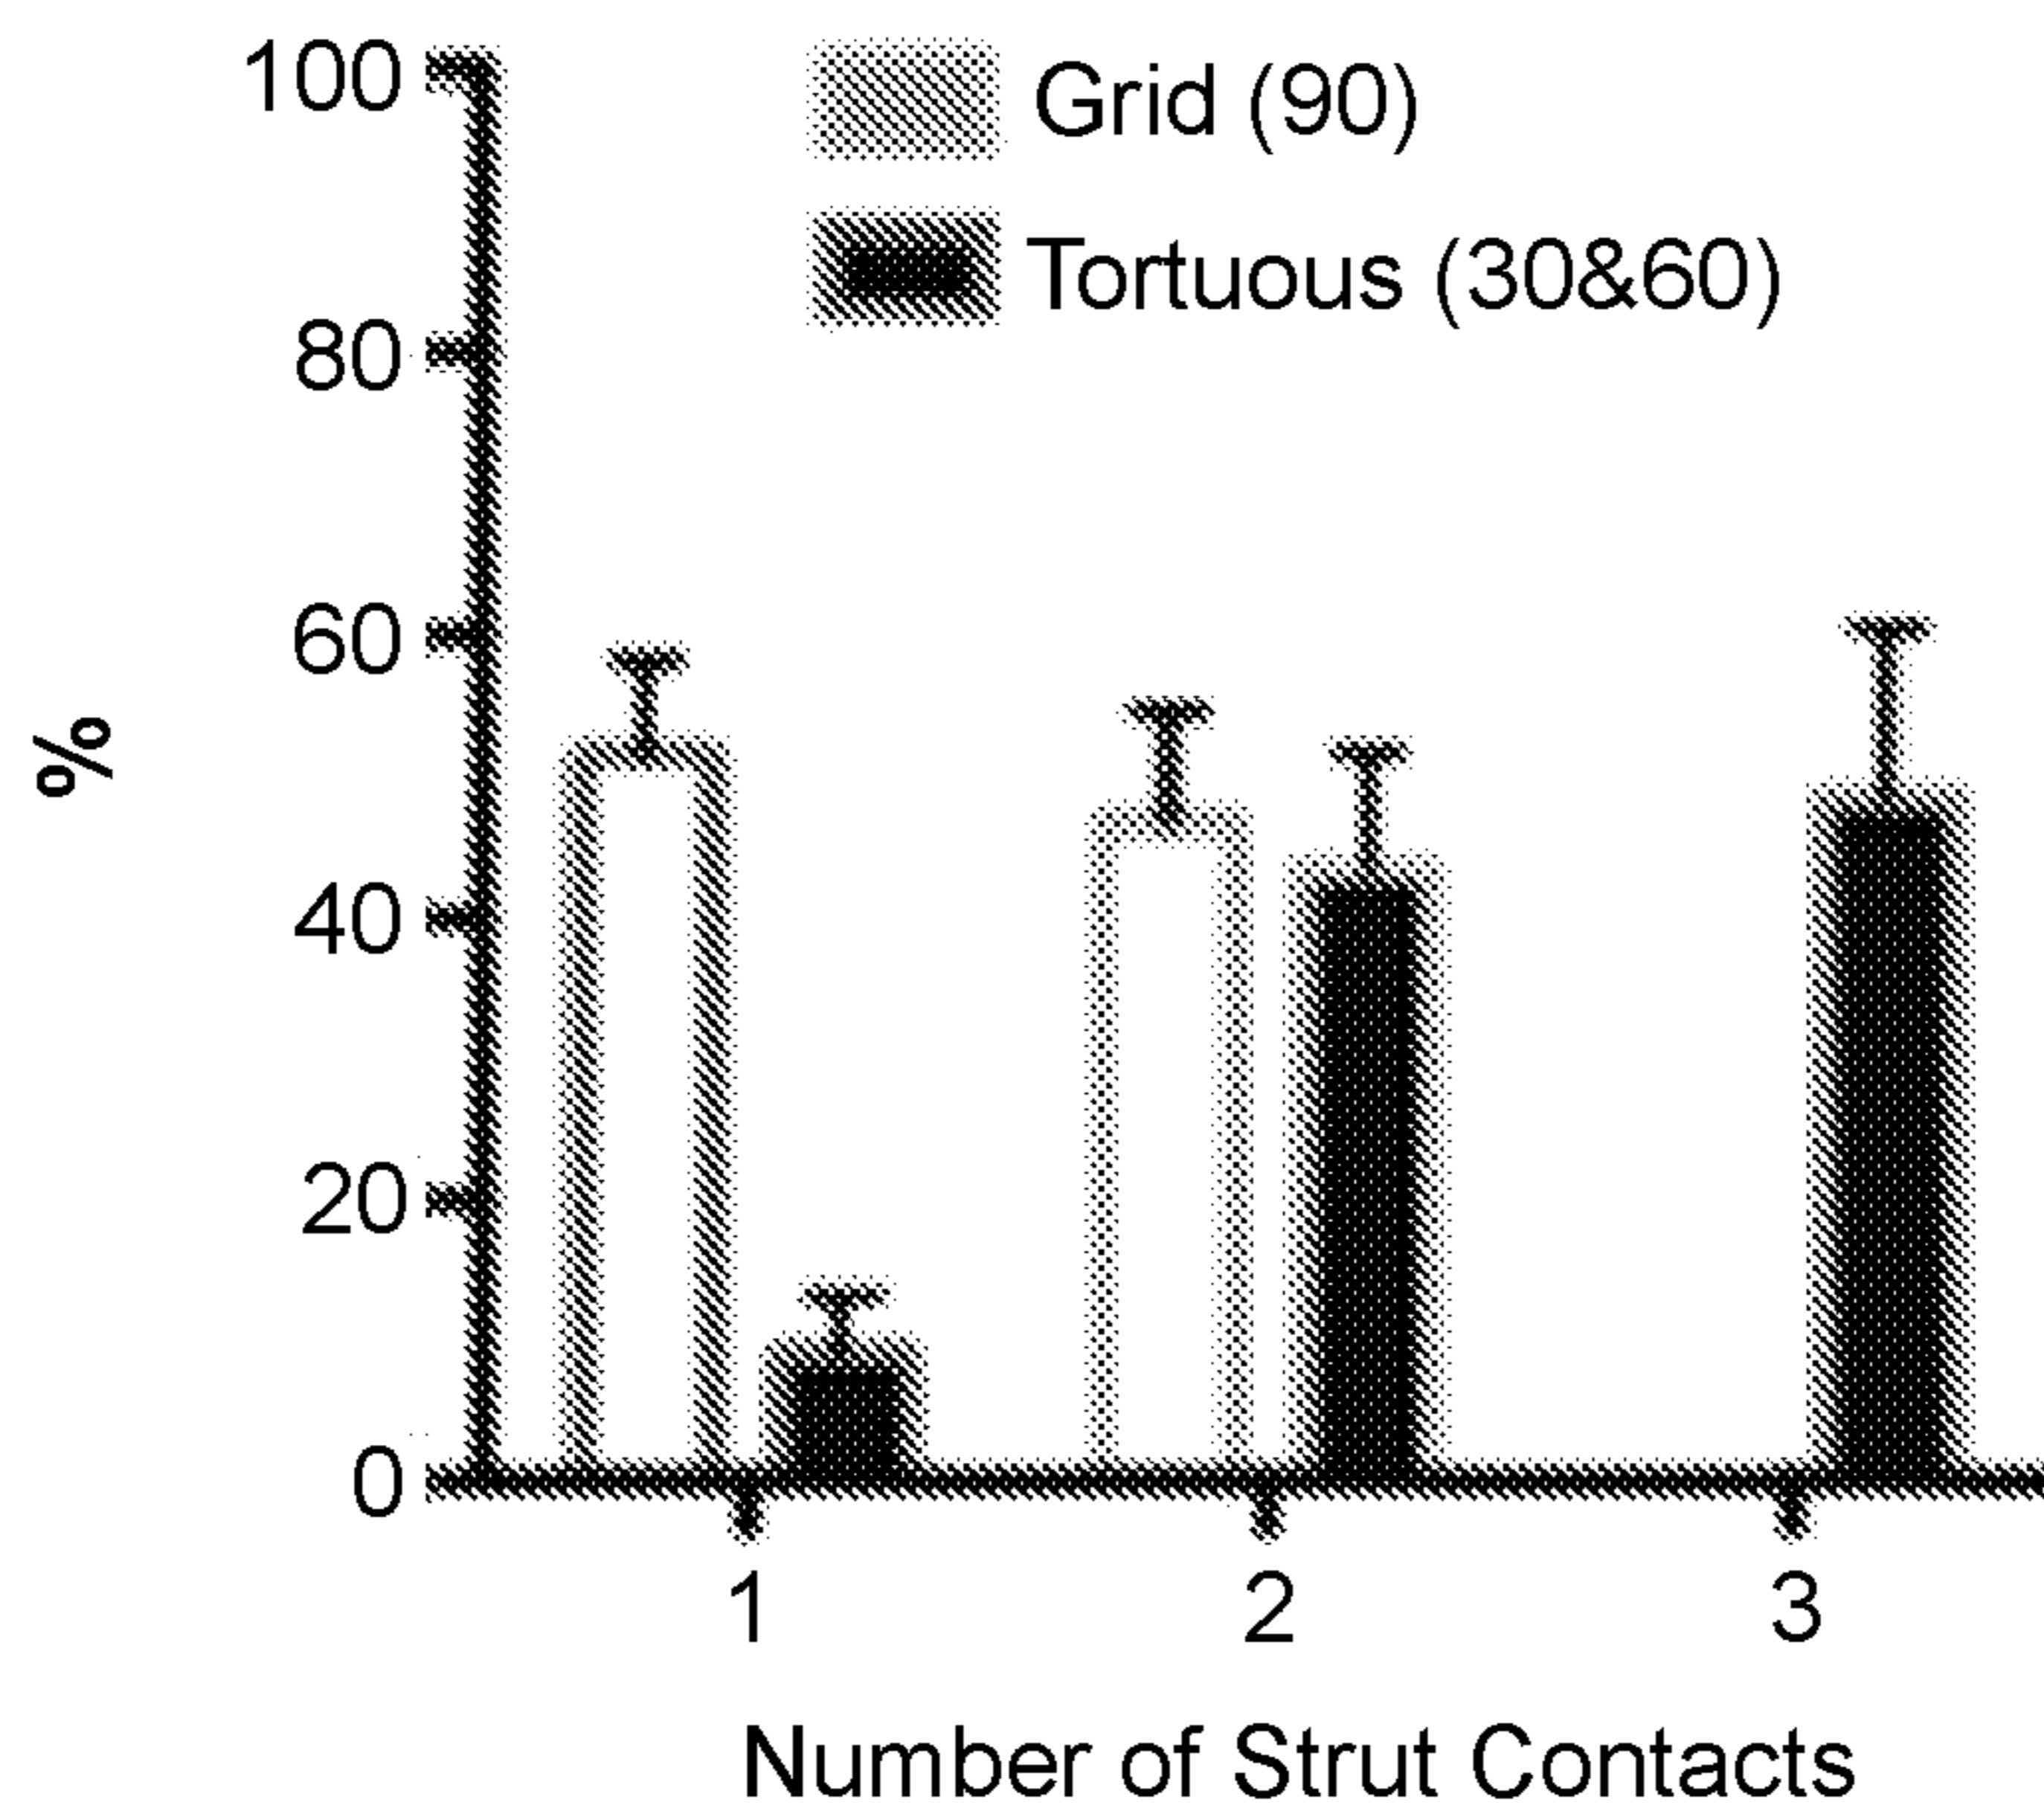 100
Grid (90)
Tortuous (30&60)
80
60
%
40
20
0
1 2 3
Number of Strut Contacts